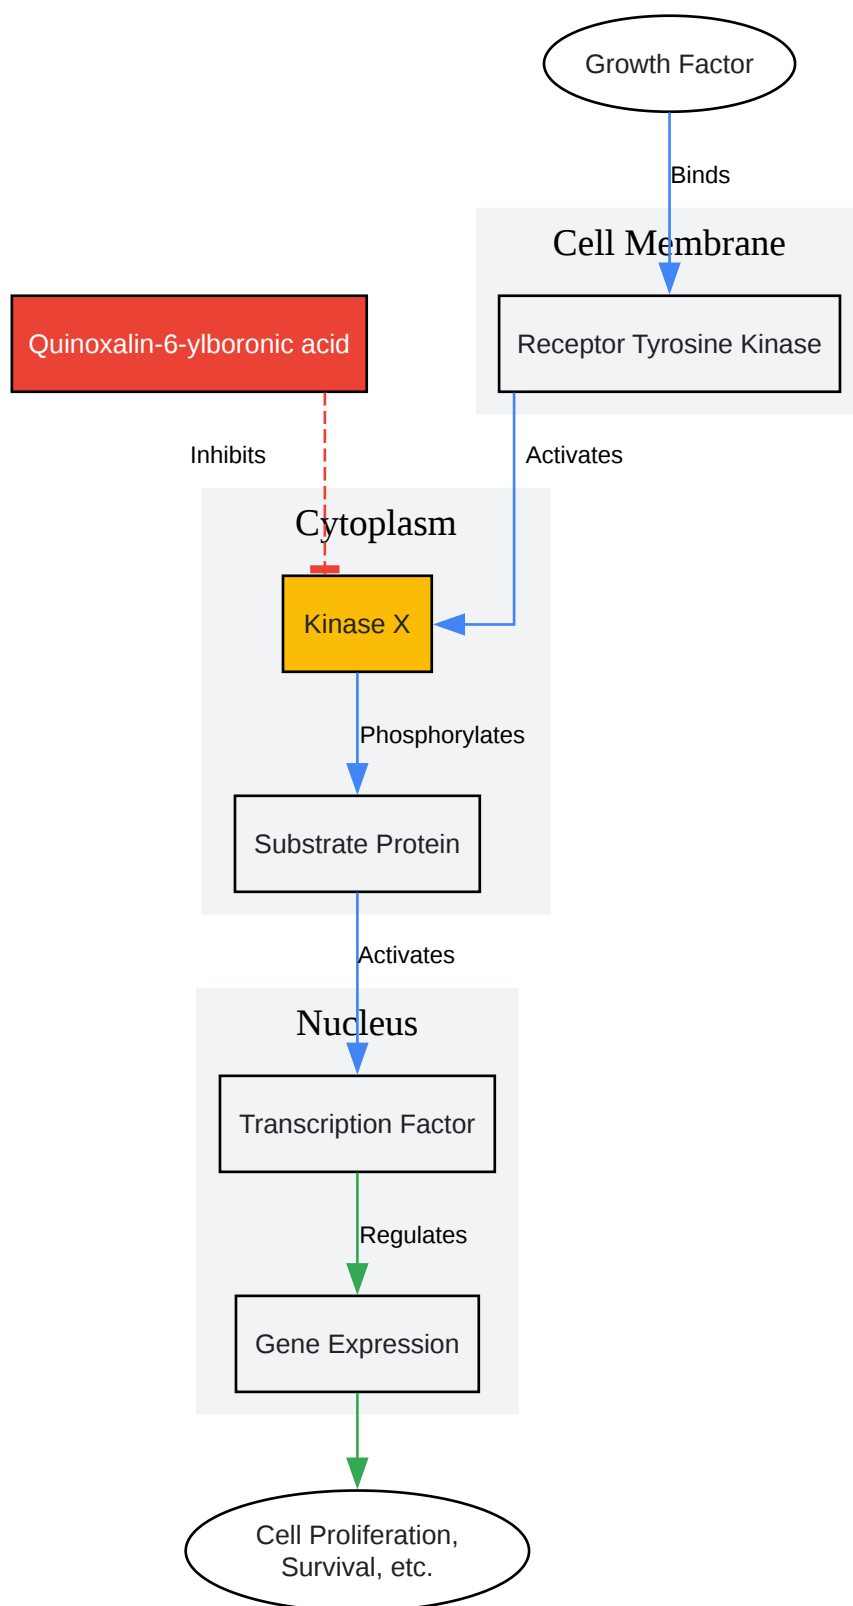 Growth Factor
Binds
Cell Membrane
Quinoxalin-6-ylboronic acid
Receptor Tyrosine Kinase
Inhibits
Activates
Cytoplasm
Kinase X
Phosphorylates
Substrate Protein
Activates
Nucleus
Transcription Factor
Regulates
Gene Expression
Cell Proliferation,
Survival, etc.